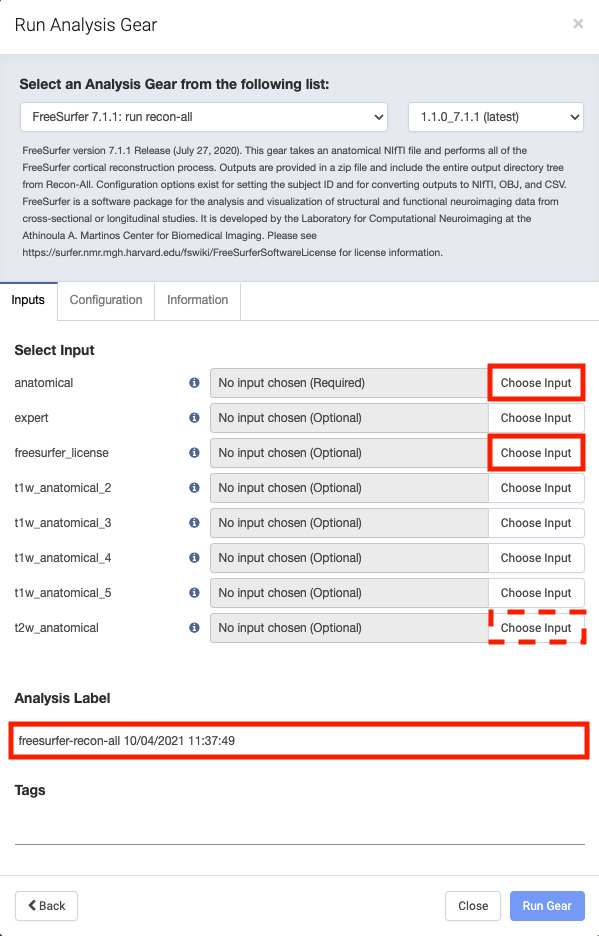 Run Analysis Gear ×
Select an Analysis Gear from the following list:
FreeSurfer 7.1.1: run recon-all 1.1.0_7.1.1 (latest)
FreeSurfer version 7.1.1 Release (July 27, 2020). This gear takes an anatomical NIfTI file and performs all of the
FreeSurfer cortical reconstruction process. Outputs are provided in a zip file and include the entire output directory tree
from Recon-All. Configuration options exist for setting the subject ID and for converting outputs to NIfTI, OBJ, and CSV.
FreeSurfer is a software package for the analysis and visualization of structural and functional neuroimaging data from
cross-sectional or longitudinal studies. It is developed by the Laboratory for Computational Neuroimaging at the
Athinoula A. Martinos Center for Biomedical Imaging. Please see
https://surfer.nmr.mgh.harvard.edu/fswiki/FreeSurferSoftwareLicense for license information.
Inputs Configuration Information
Select Input
anatomical No input chosen (Required) Choose Input
expert No input chosen (Optional) Choose Input
freesurfer_license No input chosen (Optional) Choose Input
t1w_anatomical_2 No input chosen (Optional) Choose Input
t1w_anatomical_3 No input chosen (Optional) Choose Input
t1w_anatomical_4 No input chosen (Optional) Choose Input
t1w_anatomical_5 No input chosen (Optional) Choose Input
t2w_anatomical No input chosen (Optional) Choose Input
Analysis Label
freesurfer-recon-all 10/04/2021 11:37:49
Tags
Back Close Run Gear